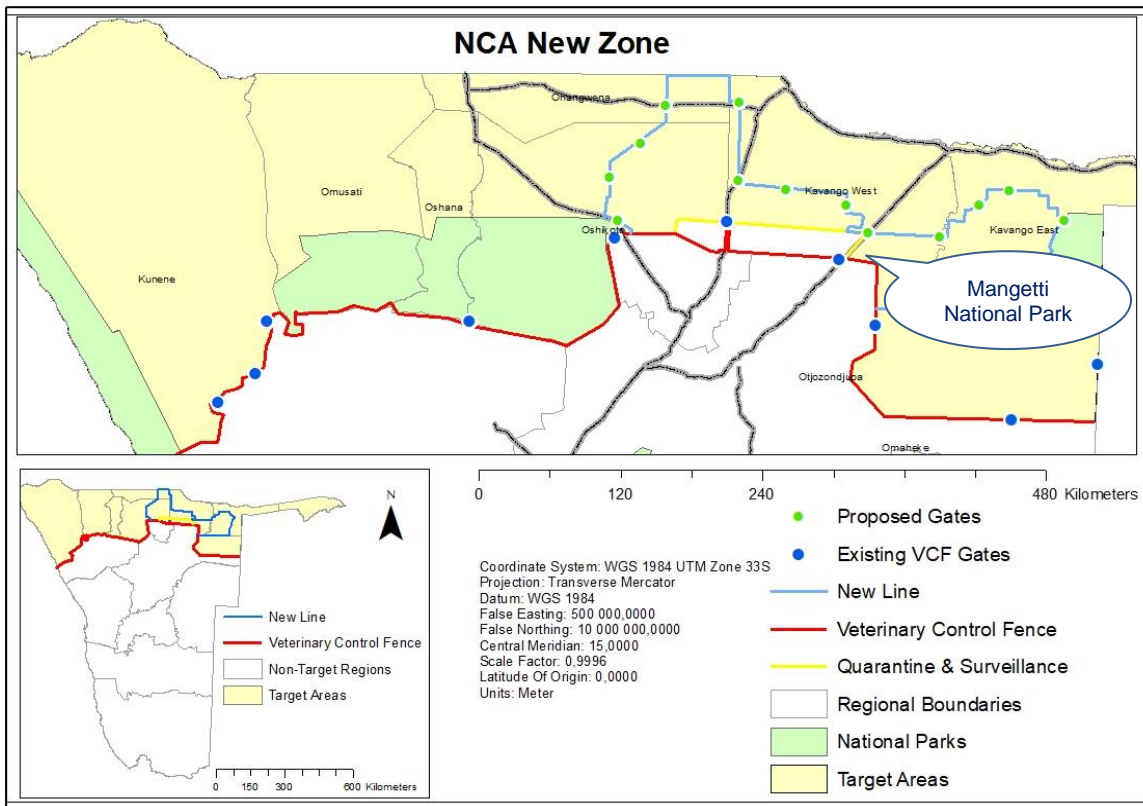 NCA New Zone
Ohangwena
Omusati
Oshana
Oshikoto
Kavango West
Kavango East
Kunene
Mangetti
National Park
Otjozondjupa
Omaheke
N
0 120 240 480 Kilometers
Proposed Gates
Existing VCF Gates
New Line
Veterinary Control Fence
Quarantine & Surveillance
Regional Boundaries
National Parks
Target Areas
Coordinate System: WGS 1984 UTM Zone 33S
Projection: Transverse Mercator
Datum: WGS 1984
False Easting: 500 000,0000
False Northing: 10 000 000,0000
Central Meridian: 15,0000
Scale Factor: 0,9996
Latitude Of Origin: 0,0000
Units: Meter
New Line
Veterinary Control Fence
Non-Target Regions
Target Areas
0 150 300 600 Kilometers